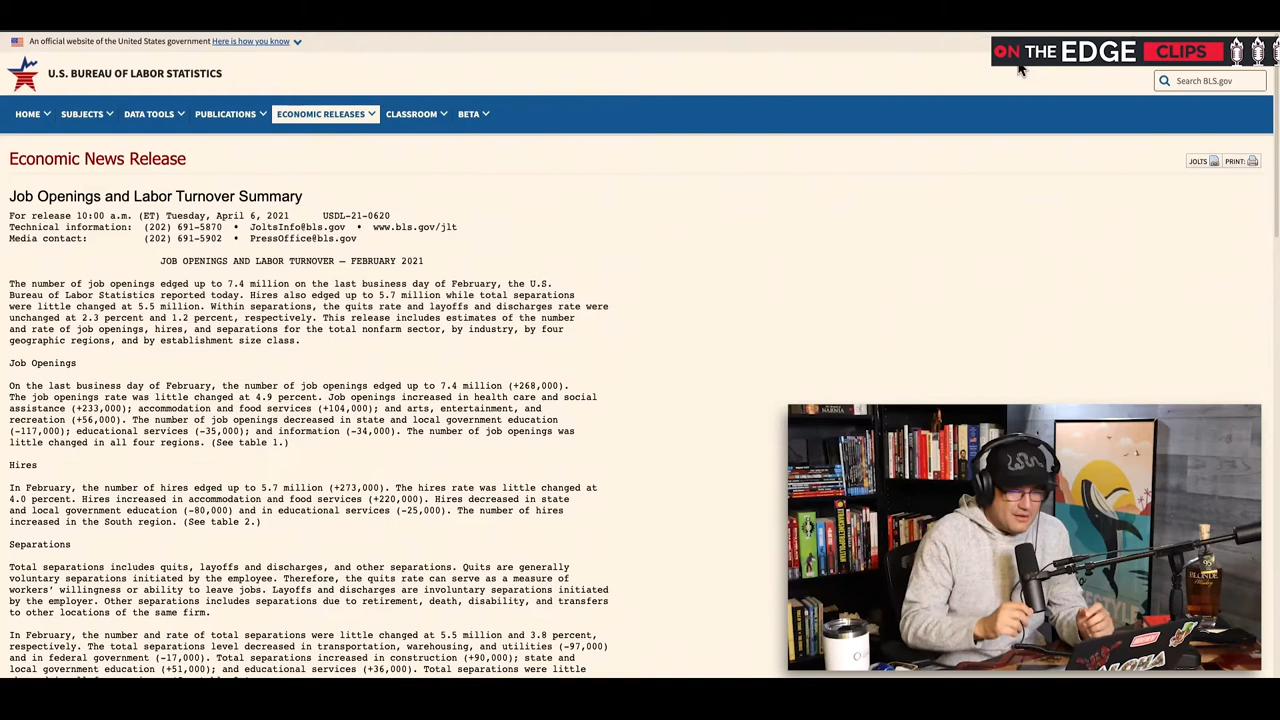 An official website of the United States government Here is how you know
ON THE EDGE CLIPS
U.S. BUREAU OF LABOR STATISTICS
Search BLS.gov
HOME SUBJECTS DATA TOOLS PUBLICATIONS ECONOMIC RELEASES CLASSROOM BETA
Economic News Release
JOLTS PRINT:
Job Openings and Labor Turnover Summary
For release 10:00 a.m. (ET) Tuesday, April 6, 2021 USDL-21-0620
Technical information: (202) 691-5870 • JoltsInfo@bls.gov • www.bls.gov/jlt
Media contact: (202) 691-5902 • PressOffice@bls.gov
JOB OPENINGS AND LABOR TURNOVER – FEBRUARY 2021
The number of job openings edged up to 7.4 million on the last business day of February, the U.S.
Bureau of Labor Statistics reported today. Hires also edged up to 5.7 million while total separations
were little changed at 5.5 million. Within separations, the quits rate and layoffs and discharges rate were
unchanged at 2.3 percent and 1.2 percent, respectively. This release includes estimates of the number
and rate of job openings, hires, and separations for the total nonfarm sector, by industry, by four
geographic regions, and by establishment size class.
Job Openings
On the last business day of February, the number of job openings edged up to 7.4 million (+268,000).
The job openings rate was little changed at 4.9 percent. Job openings increased in health care and social
assistance (+233,000); accommodation and food services (+104,000); and arts, entertainment, and
recreation (+56,000). The number of job openings decreased in state and local government education
(-117,000); educational services (-35,000); and information (-34,000). The number of job openings was
little changed in all four regions. (See table 1.)
Hires
In February, the number of hires edged up to 5.7 million (+273,000). The hires rate was little changed at
4.0 percent. Hires increased in accommodation and food services (+220,000). Hires decreased in state
and local government education (-80,000) and in educational services (-25,000). The number of hires
increased in the South region. (See table 2.)
Separations
Total separations includes quits, layoffs and discharges, and other separations. Quits are generally
voluntary separations initiated by the employee. Therefore, the quits rate can serve as a measure of
workers' willingness or ability to leave jobs. Layoffs and discharges are involuntary separations initiated
by the employer. Other separations includes separations due to retirement, death, disability, and transfers
to other locations of the same firm.
In February, the number and rate of total separations were little changed at 5.5 million and 3.8 percent,
respectively. The total separations level decreased in transportation, warehousing, and utilities (-97,000)
and in federal government (-17,000). Total separations increased in construction (+90,000); state and
local government education (+51,000); and educational services (+36,000). Total separations were little
NARNIA
BLONDE
ALOHA